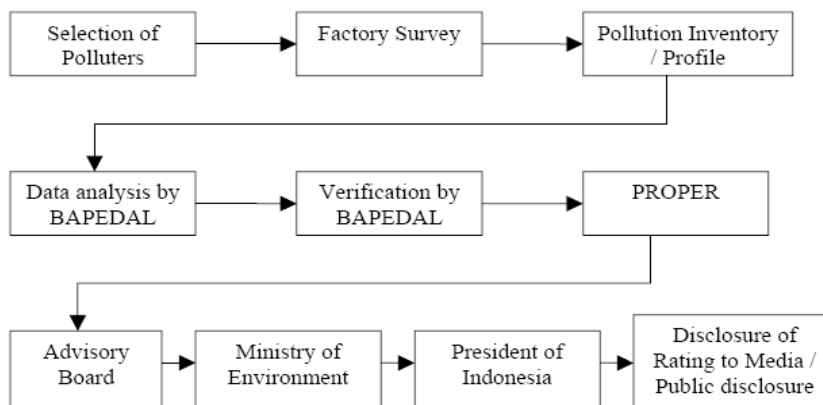 Selection of
Polluters
Factory Survey
Pollution Inventory
/ Profile
Data analysis by
BAPEDAL
Verification by
BAPEDAL
PROPER
Advisory
Board
Ministry of
Environment
President of
Indonesia
Disclosure of
Rating to Media /
Public disclosure